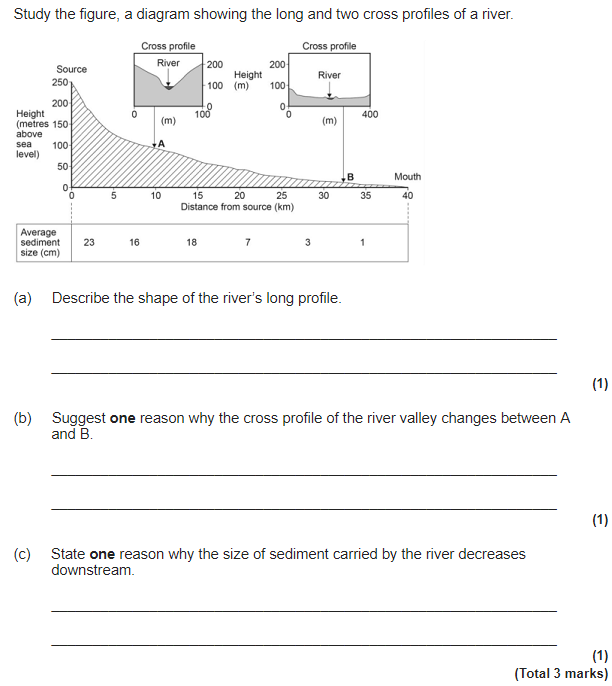 Study the figure, a diagram showing the long and two cross profiles of a river.
Cross profile
Cross profile
River
River
200
100
0
Height
(m)
200
100
0
0
100
(m)
0
400
(m)
Source
250
200
150
100
50
0
Height
(metres
above
sea
level)
A
B
Mouth
0 5 10 15 20 25 30 35 40
Distance from source (km)
Average
sediment
size (cm)
23 16 18 7 3 1
(a) Describe the shape of the river's long profile.
(1)
(b) Suggest one reason why the cross profile of the river valley changes between A
and B.
(1)
(c) State one reason why the size of sediment carried by the river decreases
downstream.
(1)
(Total 3 marks)